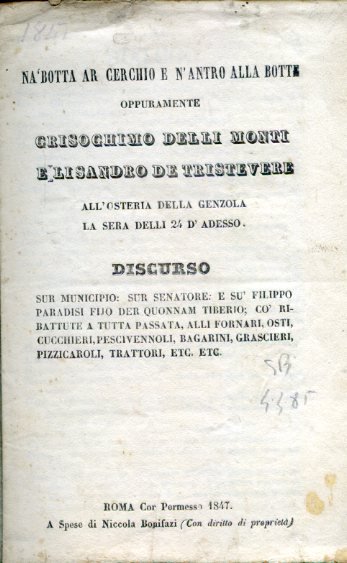 1847
NA' BOTTA AR CERCHIO E N'ANTRO ALLA BOTTE
OPPURAMENTE
GRISOCHIMO DELLI MONTI
E LISANDRO DE TRISTEVERE
ALL'OSTERIA DELLA GENZOLA
LA SERA DELLI 24 D' ADESSO.
DISCURSO
SUR MUNICIPIO: SUR SENATORE: E SU' FILIPPO
PARADISI FIJO DER QUONNAM TIBERIO; CO' RI-
BATTUTE A TUTTA PASSATA, ALLI FORNARI, OSTI,
CUCCHIERI, PESCIVENNOLI, BAGARINI, GRASCIERI,
PIZZICAROLI, TRATTORI, ETC. ETC.
ROMA Cor Permesso 1847.
A Spese di Niccola Bonifazi (Con diritto di proprietà)